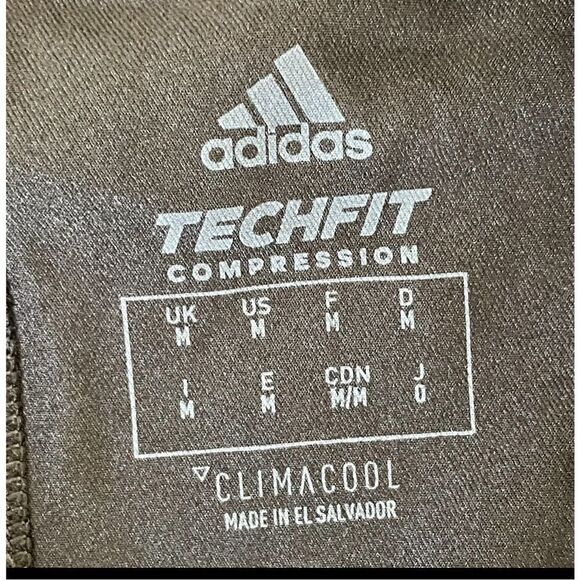 adidas
TECHFIT
COMPRESSION
UK US F D
M M M M
I E CDN J
M M M/M O
CLIMACOOL
MADE IN EL SALVADOR